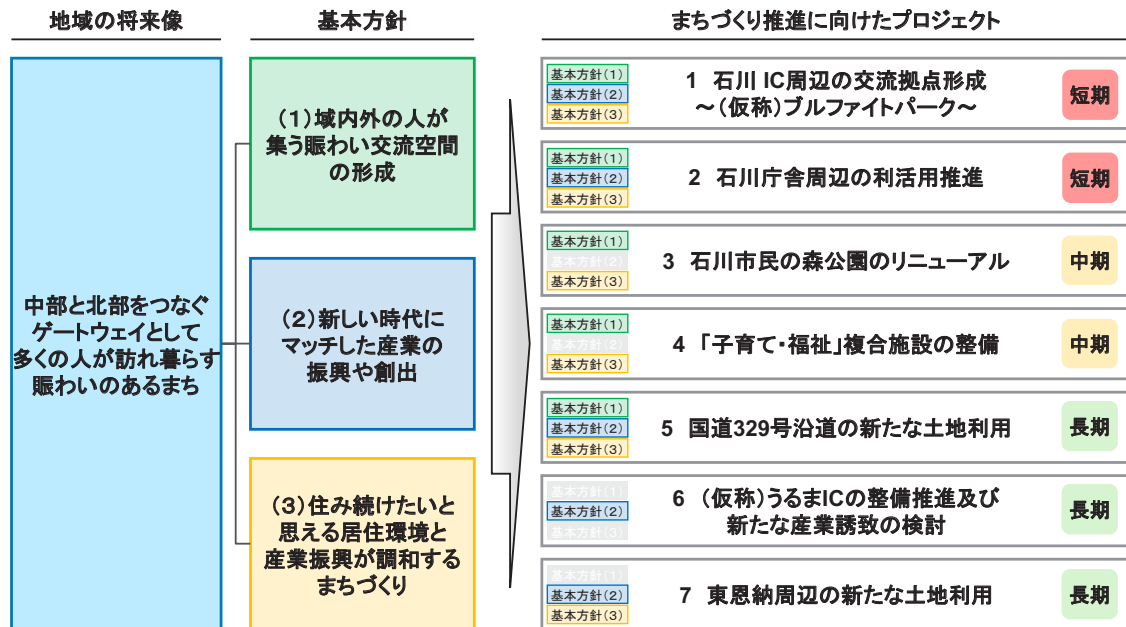 地域の将来像
基本方針
まちづくり推進に向けたプロジェクト
中部と北部をつなぐ
ゲートウェイとして
多くの人が訪れ暮らす
賑わいのあるまち
(1)域内外の人が
集う賑わい交流空間
の形成
(2)新しい時代に
マッチした産業の
振興や創出
(3)住み続けたいと
思える居住環境と
産業振興が調和する
まちづくり
基本方針(1)
基本方針(2)
基本方針(3)
1 石川 IC周辺の交流拠点形成
~(仮称)ブルファイトパーク~
短期
基本方針(1)
基本方針(2)
基本方針(3)
2 石川庁舎周辺の利活用推進
短期
基本方針(1)
基本方針(2)
基本方針(3)
3 石川市民の森公園のリニューアル
中期
基本方針(1)
基本方針(2)
基本方針(3)
4 「子育て・福祉」複合施設の整備
中期
基本方針(1)
基本方針(2)
基本方針(3)
5 国道329号沿道の新たな土地利用
長期
基本方針(1)
基本方針(2)
基本方針(3)
6 (仮称)うるまICの整備推進及び
新たな産業誘致の検討
長期
基本方針(1)
基本方針(2)
基本方針(3)
7 東恩納周辺の新たな土地利用
長期